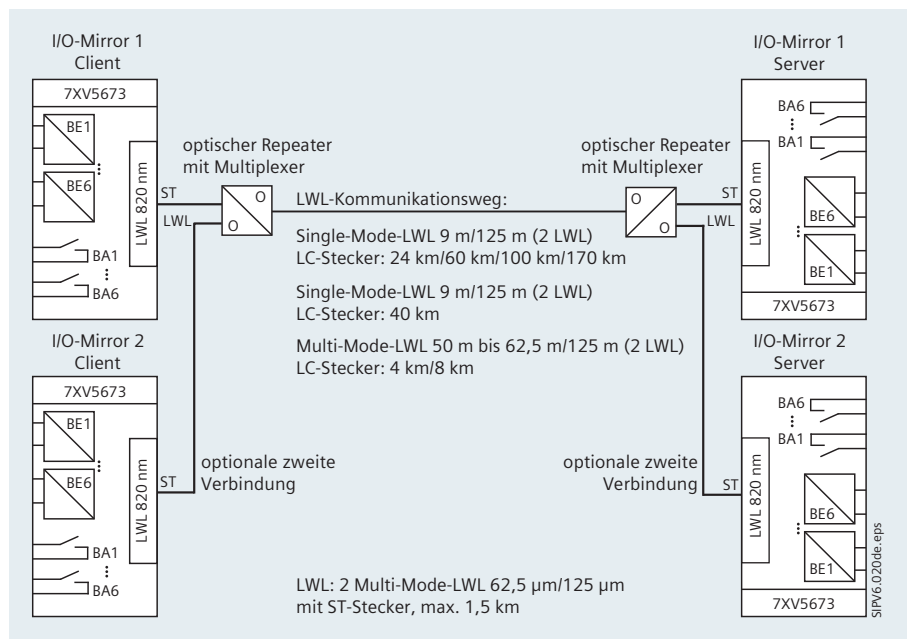 I/O-Mirror 1
Client
7XV5673
BE1
BE6
BA1
BA6
LWL 820 nm
ST
LWL
optischer Repeater
mit Multiplexer
O
O
LWL-Kommunikationsweg:
Single-Mode-LWL 9 m/125 m (2 LWL)
LC-Stecker: 24 km/60 km/100 km/170 km
Single-Mode-LWL 9 m/125 m (2 LWL)
LC-Stecker: 40 km
Multi-Mode-LWL 50 m bis 62,5 m/125 m (2 LWL)
LC-Stecker: 4 km/8 km
optischer Repeater
mit Multiplexer
O
O
ST
LWL
I/O-Mirror 1
Server
BA6
BA1
LWL 820 nm
BE6
BE1
7XV5673
I/O-Mirror 2
Client
7XV5673
BE1
BE6
BA1
BA6
LWL 820 nm
ST
optionale zweite
Verbindung
optionale zweite
Verbindung
ST
I/O-Mirror 2
Server
BA6
BA1
LWL 820 nm
BE6
BE1
7XV5673
LWL: 2 Multi-Mode-LWL 62,5 µm/125 µm
mit ST-Stecker, max. 1,5 km
SIPV6.020de.eps